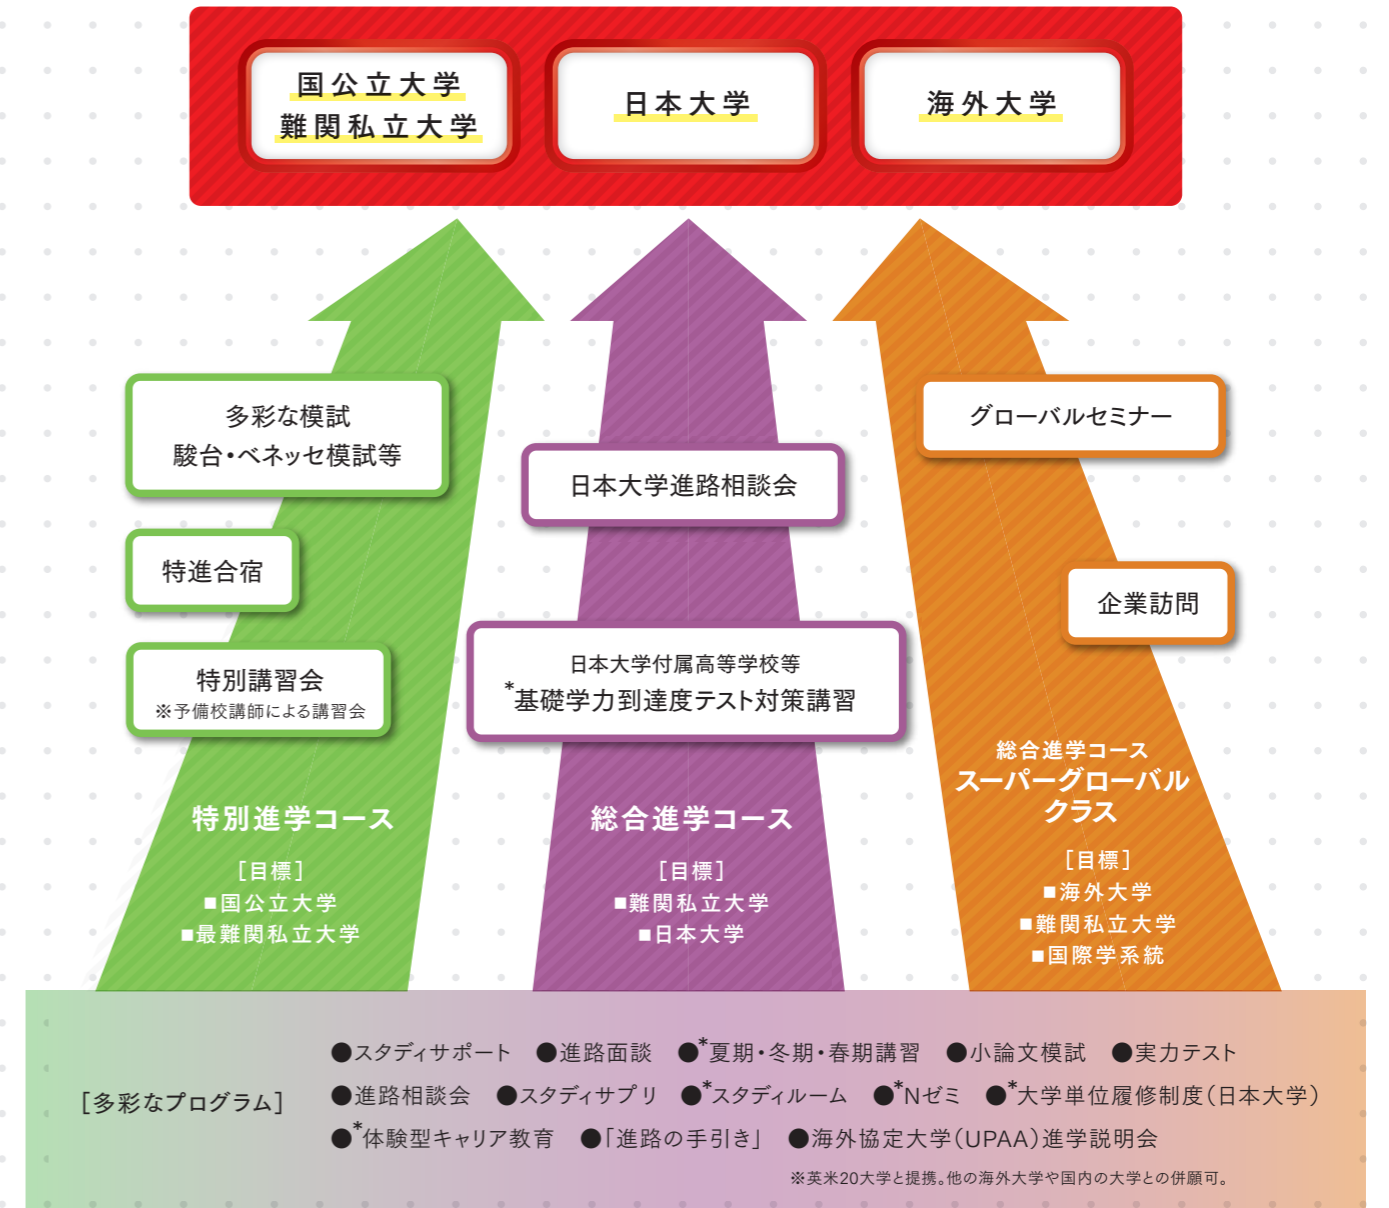 国公立大学
難関私立大学
日本大学
海外大学
多彩な模試
駿台・ベネッセ模試等
特進合宿
特別講習会
※予備校講師による講習会
特別進学コース
［目標］
■国公立大学
■最難関私立大学
日本大学進路相談会
日本大学付属高等学校等
*基礎学力到達度テスト対策講習
総合進学コース
［目標］
■難関私立大学
■日本大学
グローバルセミナー
企業訪問
総合進学コース
スーパーグローバル
クラス
［目標］
■海外大学
■難関私立大学
■国際学系統
［多彩なプログラム］
●スタディサポート ●進路面談 ●*夏期・冬期・春期講習 ●小論文模試 ●実力テスト
●進路相談会 ●スタディサプリ ●*スタディルーム ●*Nゼミ ●*大学単位履修制度（日本大学）
●*体験型キャリア教育 ●「進路の手引き」 ●海外協定大学（UPAA）進学説明会
※英米20大学と提携。他の海外大学や国内の大学との併願可。